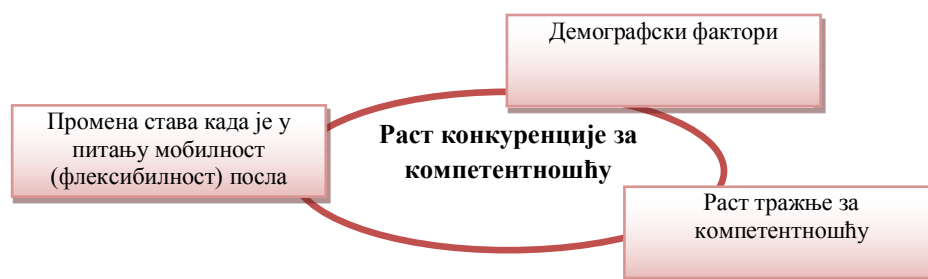 Демографски фактори
Промена става када је у
питању мобилност
(флексибилност) посла
Раст конкуренције за
компетентношћу
Раст тражње за
компетентношћу